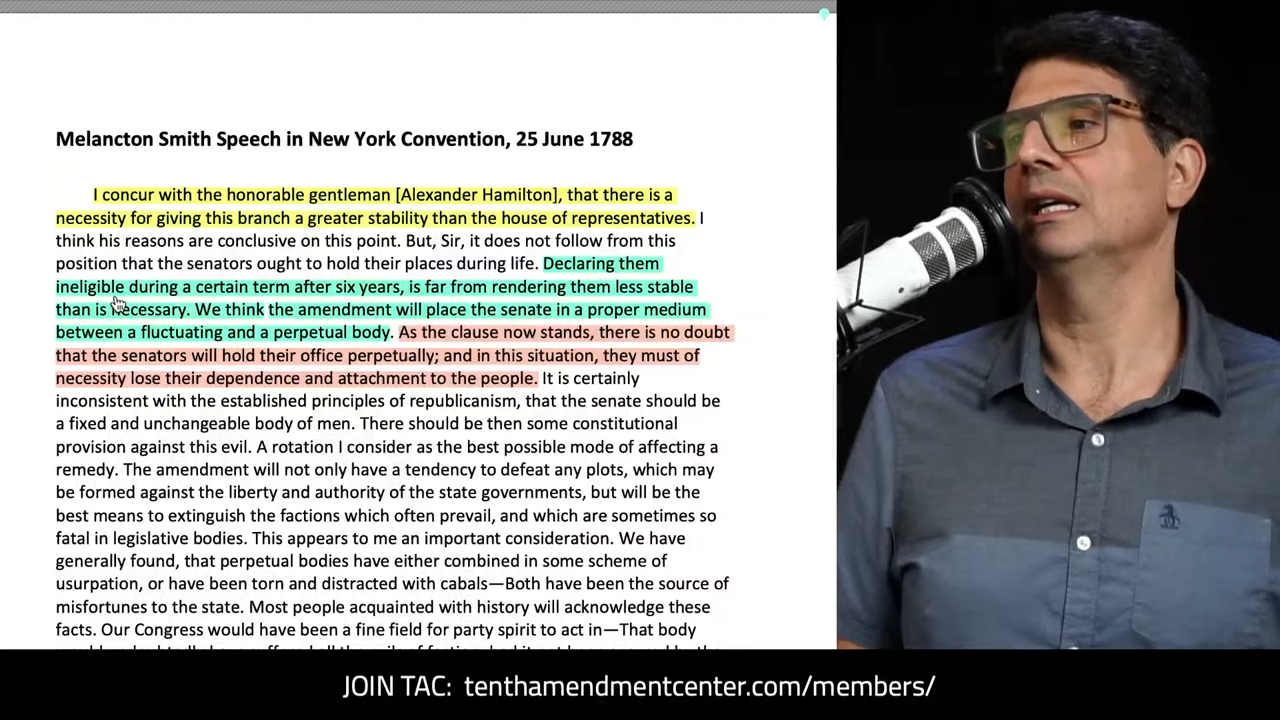 Melancton Smith Speech in New York Convention, 25 June 1788
I concur with the honorable gentleman [Alexander Hamilton], that there is a
necessity for giving this branch a greater stability than the house of representatives. I
think his reasons are conclusive on this point. But, Sir, it does not follow from this
position that the senators ought to hold their places during life. Declaring them
ineligible during a certain term after six years, is far from rendering them less stable
than is necessary. We think the amendment will place the senate in a proper medium
between a fluctuating and a perpetual body. As the clause now stands, there is no doubt
that the senators will hold their office perpetually; and in this situation, they must of
necessity lose their dependence and attachment to the people. It is certainly
inconsistent with the established principles of republicanism, that the senate should be
a fixed and unchangeable body of men. There should be then some constitutional
provision against this evil. A rotation I consider as the best possible mode of affecting a
remedy. The amendment will not only have a tendency to defeat any plots, which may
be formed against the liberty and authority of the state governments, but will be the
best means to extinguish the factions which often prevail, and which are sometimes so
fatal in legislative bodies. This appears to me an important consideration. We have
generally found, that perpetual bodies have either combined in some scheme of
usurpation, or have been torn and distracted with cabals—Both have been the source of
misfortunes to the state. Most people acquainted with history will acknowledge these
facts. Our Congress would have been a fine field for party spirit to act in—That body
JOIN TAC: tenthamendmentcenter.com/members/